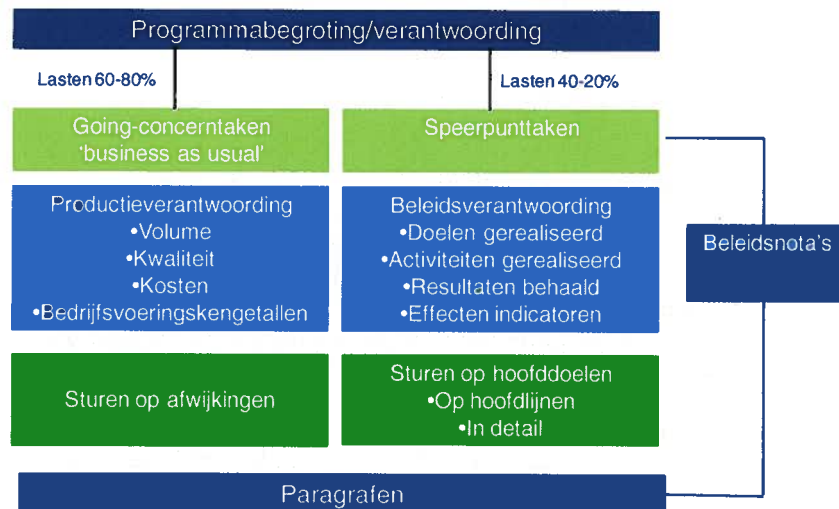 Programmabegroting/verantwoording
Lasten 60-80%
Lasten 40-20%
Going-concerntaken
'business as usual'
Speerpunttaken
Productieverantwoording
•Volume
•Kwaliteit
•Kosten
•Bedrijfsvoeringskengetallen
Beleidsverantwoording
•Doelen gerealiseerd
•Activiteiten gerealiseerd
•Resultaten behaald
•Effecten indicatoren
Beleidsnota's
Sturen op afwijkingen
Sturen op hoofddoelen
•Op hoofdlijnen
•In detail
Paragrafen